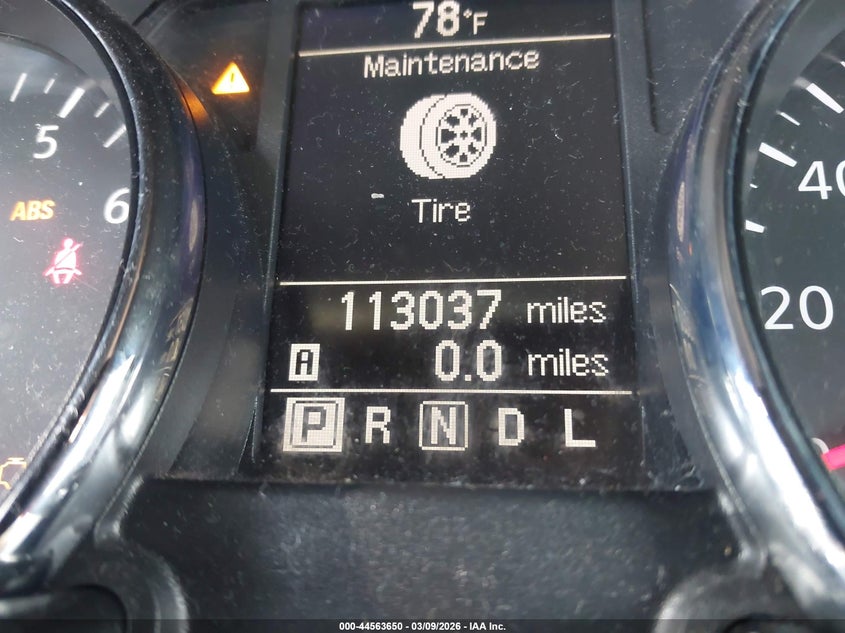 78°F
Maintenance
5
ABS
6
Tire
40
20
113037 miles
A 0.0 miles
P R N D L
000-44563650 - 03/09/2026 - IAA Inc.